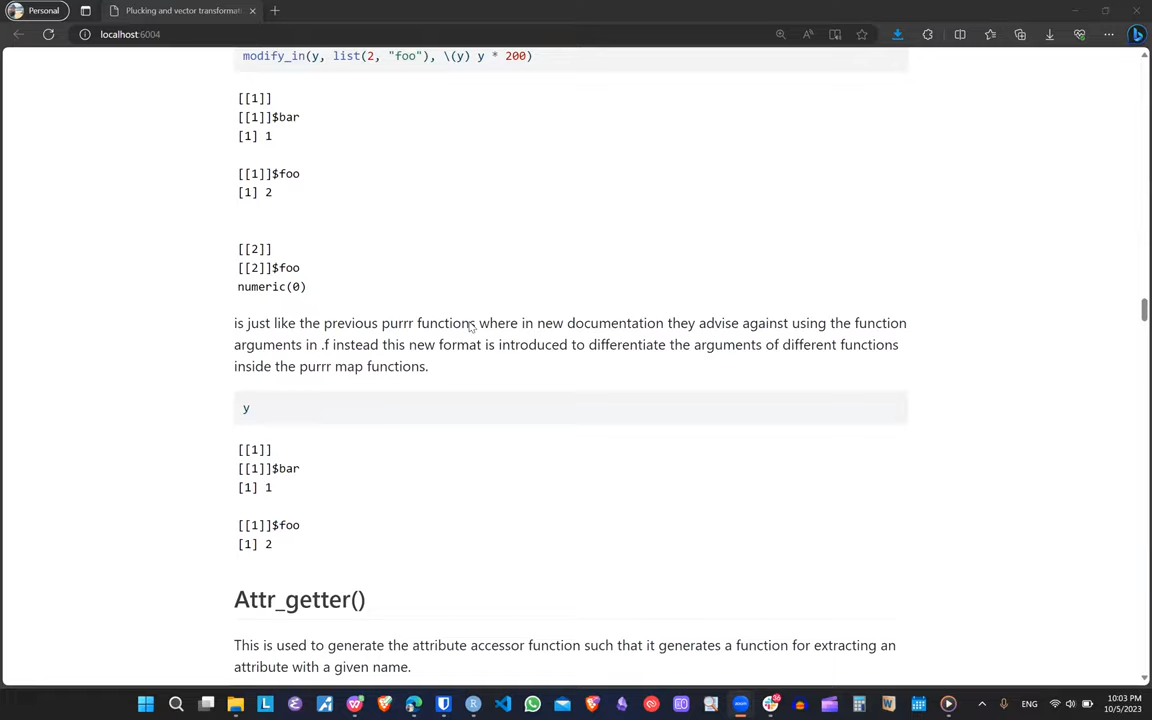 Personal
Plucking and vector transformati
localhost:6004
modify_in(y, list(2, "foo"), \(y) y * 200)
[[1]]
[[1]]$bar
[1] 1
[[1]]$foo
[1] 2
[[2]]
[[2]]$foo
numeric(0)
is just like the previous purrr functions where in new documentation they advise against using the function
arguments in .f instead this new format is introduced to differentiate the arguments of different functions
inside the purrr map functions.
y
[[1]]
[[1]]$bar
[1] 1
[[1]]$foo
[1] 2
Attr_getter()
This is used to generate the attribute accessor function such that it generates a function for extracting an
attribute with a given name.
ENG
10:03 PM
10/5/2023